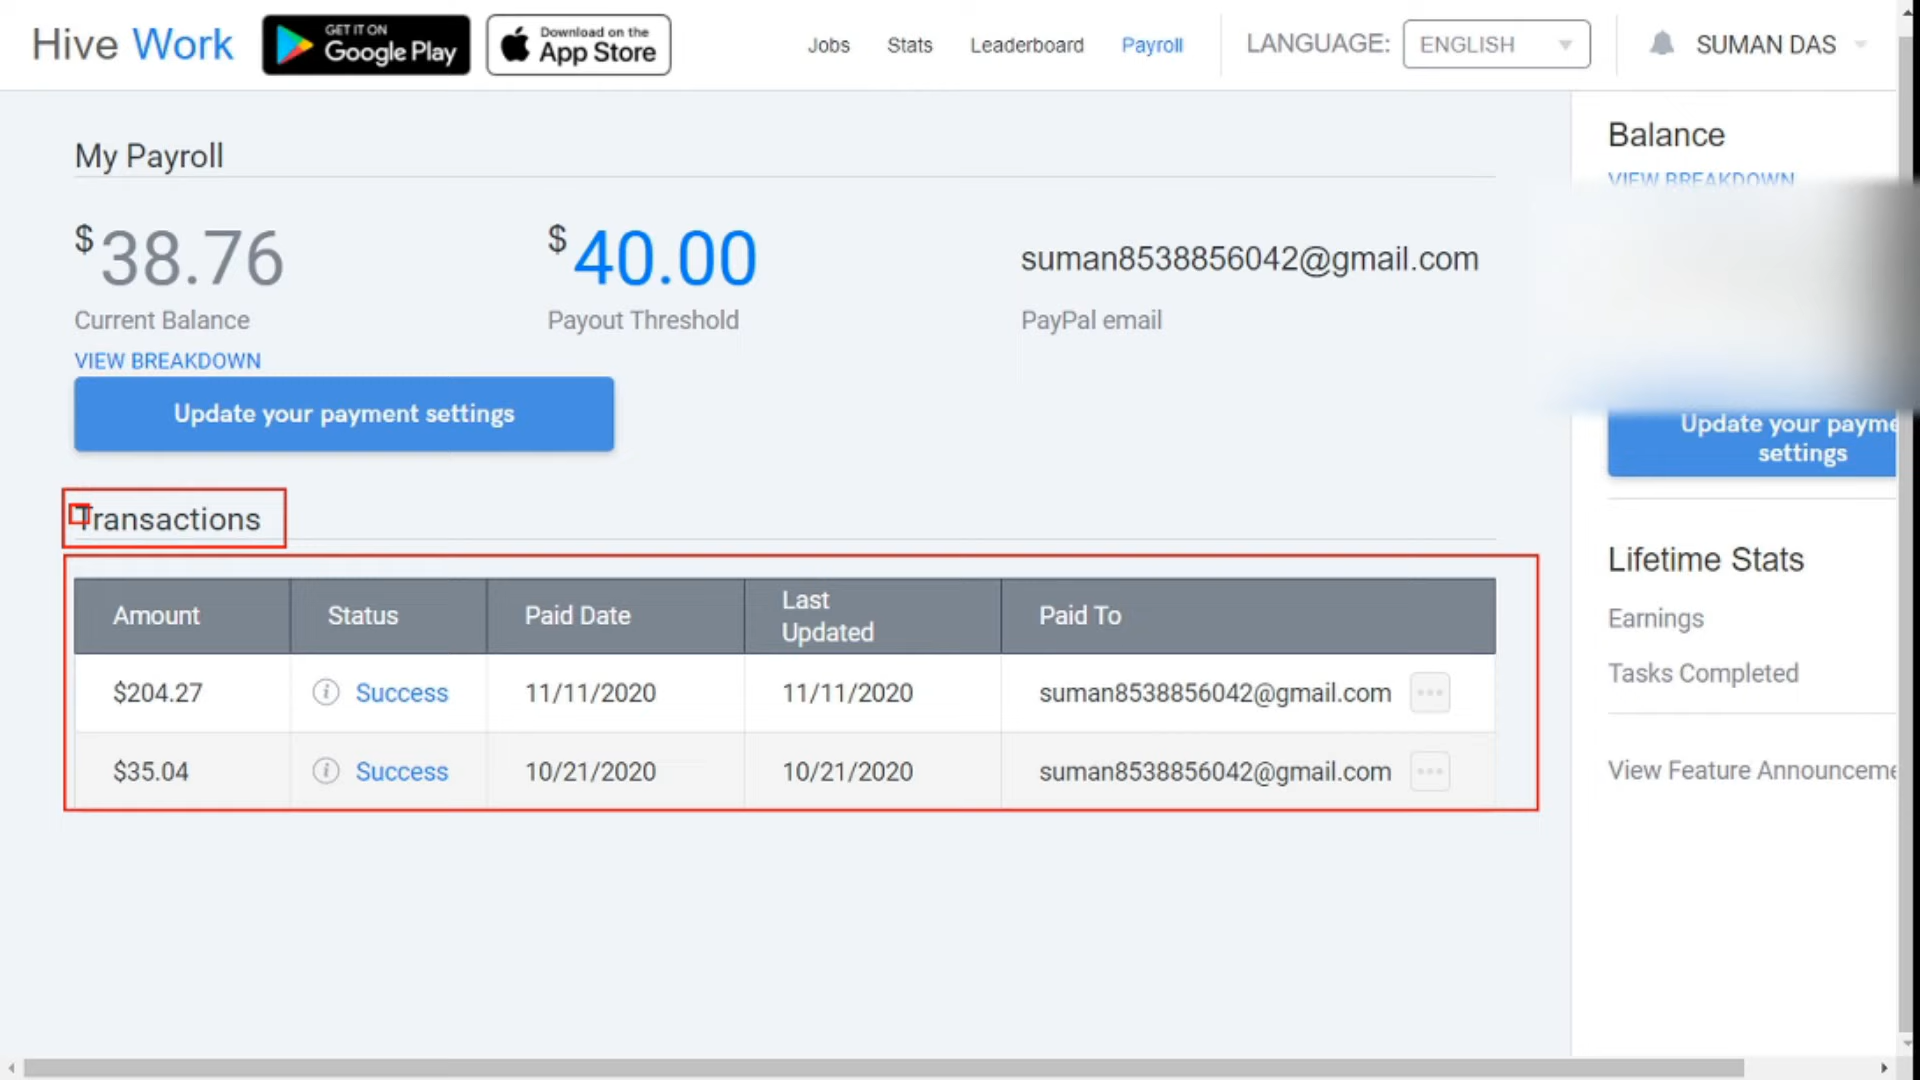 Hive Work
GET IT ON
Google Play
Download on the
App Store
Jobs
Stats
Leaderboard
Payroll
LANGUAGE:
ENGLISH
SUMAN DAS
My Payroll
$38.76
Current Balance
VIEW BREAKDOWN
$40.00
Payout Threshold
suman8538856042@gmail.com
PayPal email
Update your payment settings
Transactions
Amount Status Paid Date Last Updated Paid To
$204.27 Success 11/11/2020 11/11/2020 suman8538856042@gmail.com
$35.04 Success 10/21/2020 10/21/2020 suman8538856042@gmail.com
Balance
VIEW BREAKDOWN
Update your payme
settings
Lifetime Stats
Earnings
Tasks Completed
View Feature Announceme